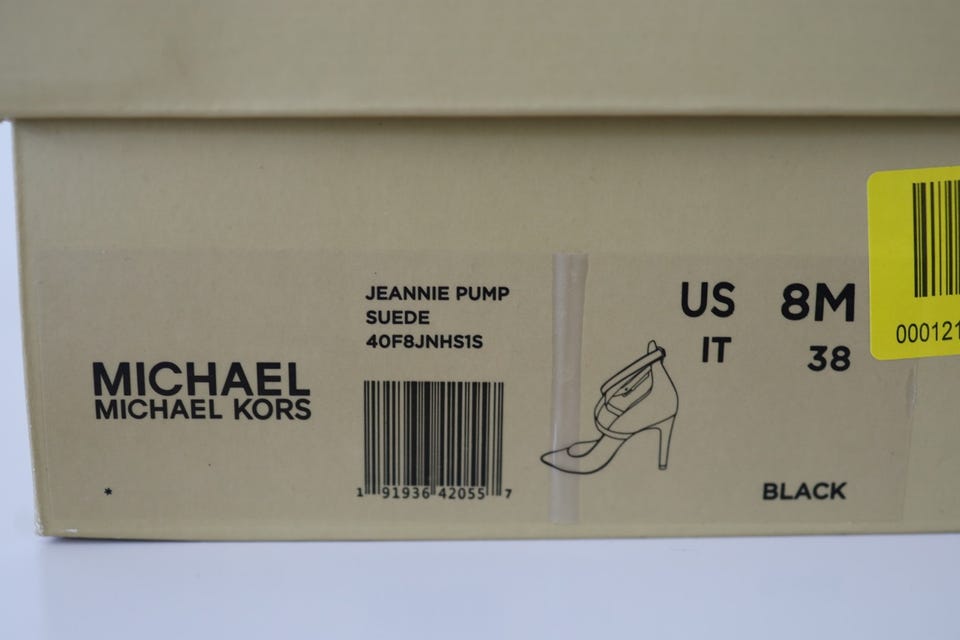 MICHAEL
MICHAEL KORS
*
JEANNIE PUMP
SUEDE
40F8JNHS1S
1 91936 42055 7
US 8M
IT 38
BLACK
000121